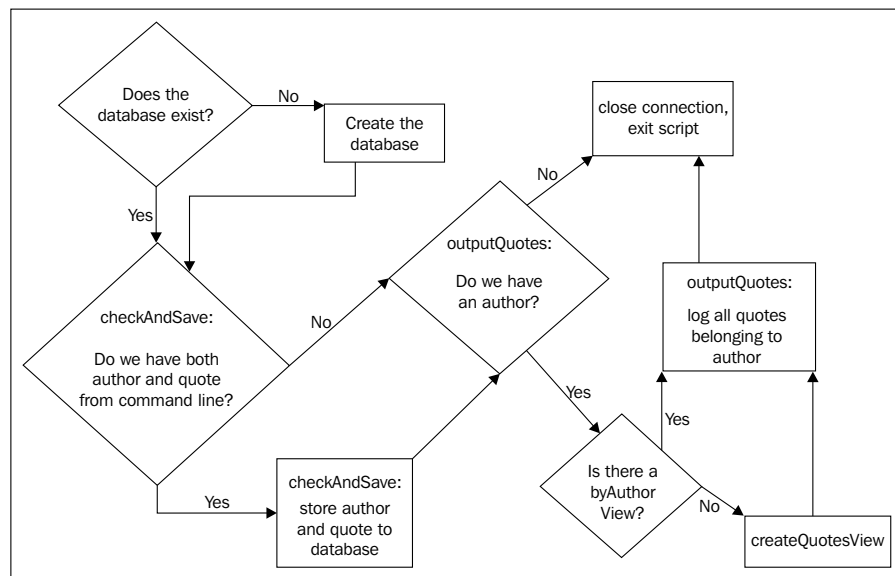 Does the
database exist?
No
Create the
database
Yes
checkAndSave:
Do we have both
author and quote
from command line?
No
Yes
checkAndSave:
store author
and quote to
database
outputQuotes:
Do we have
an author?
No
close connection,
exit script
Yes
Is there a
byAuthor
View?
Yes
outputQuotes:
log all quotes
belonging to
author
No
createQuotesView